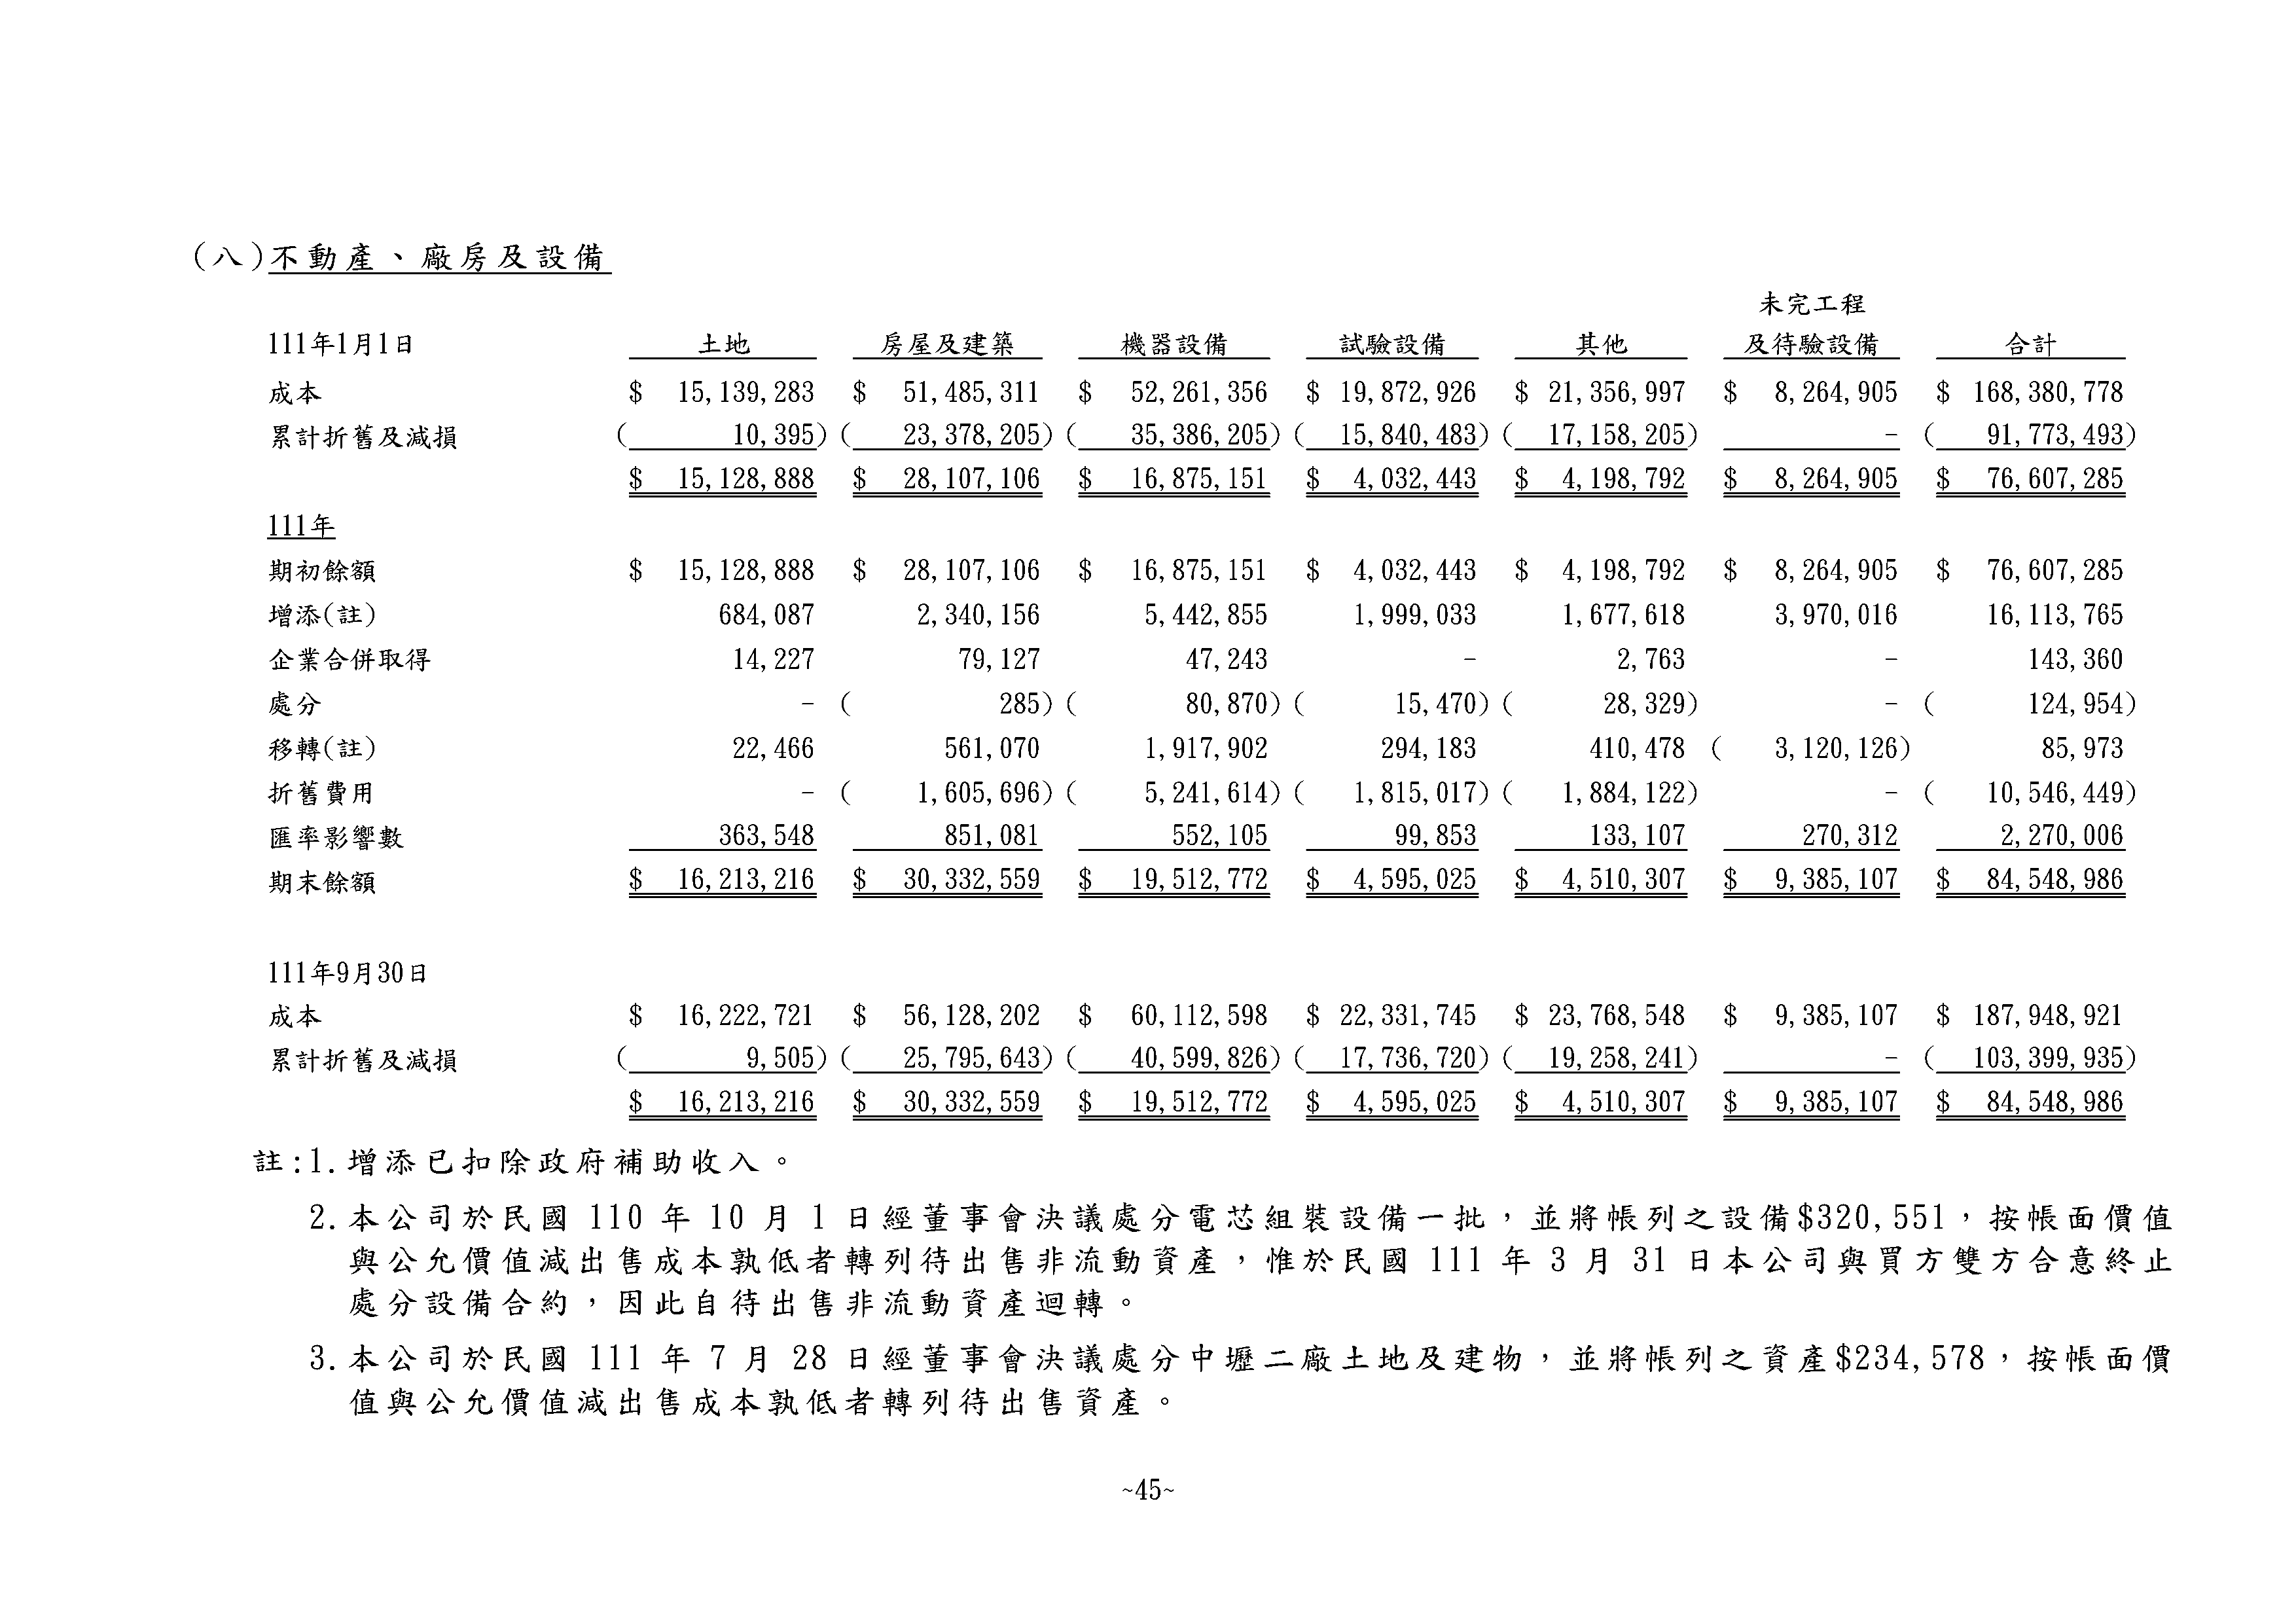 (八)不動產、廠房及設備
未完工程
111年1月1日 土地 房屋及建築 機器設備 試驗設備 其他 及待驗設備 合計
成本 $ 15,139,283 $ 51,485,311 $ 52,261,356 $ 19,872,926 $ 21,356,997 $ 8,264,905 $ 168,380,778
累計折舊及減損 ( 10,395) ( 23,378,205) ( 35,386,205) ( 15,840,483) ( 17,158,205) - ( 91,773,493)
$ 15,128,888 $ 28,107,106 $ 16,875,151 $ 4,032,443 $ 4,198,792 $ 8,264,905 $ 76,607,285
111年
期初餘額 $ 15,128,888 $ 28,107,106 $ 16,875,151 $ 4,032,443 $ 4,198,792 $ 8,264,905 $ 76,607,285
增添(註) 684,087 2,340,156 5,442,855 1,999,033 1,677,618 3,970,016 16,113,765
企業合併取得 14,227 79,127 47,243 - 2,763 - 143,360
處分 - ( 285) ( 80,870) ( 15,470) ( 28,329) - ( 124,954)
移轉(註) 22,466 561,070 1,917,902 294,183 410,478 ( 3,120,126) 85,973
折舊費用 - ( 1,605,696) ( 5,241,614) ( 1,815,017) ( 1,884,122) - ( 10,546,449)
匯率影響數 363,548 851,081 552,105 99,853 133,107 270,312 2,270,006
期末餘額 $ 16,213,216 $ 30,332,559 $ 19,512,772 $ 4,595,025 $ 4,510,307 $ 9,385,107 $ 84,548,986
111年9月30日
成本 $ 16,222,721 $ 56,128,202 $ 60,112,598 $ 22,331,745 $ 23,768,548 $ 9,385,107 $ 187,948,921
累計折舊及減損 ( 9,505) ( 25,795,643) ( 40,599,826) ( 17,736,720) ( 19,258,241) - ( 103,399,935)
$ 16,213,216 $ 30,332,559 $ 19,512,772 $ 4,595,025 $ 4,510,307 $ 9,385,107 $ 84,548,986
註:1.增添已扣除政府補助收入。
2.本公司於民國 110 年 10 月 1 日經董事會決議處分電芯組裝設備一批，並將帳列之設備$320,551，按帳面價值
與公允價值減出售成本孰低者轉列待出售非流動資產，惟於民國 111 年 3 月 31 日本公司與買方雙方合意終止
處分設備合約，因此自待出售非流動資產迴轉。
3.本公司於民國 111 年 7 月 28 日經董事會決議處分中壢二廠土地及建物，並將帳列之資產$234,578，按帳面價
值與公允價值減出售成本孰低者轉列待出售資產。
~45~